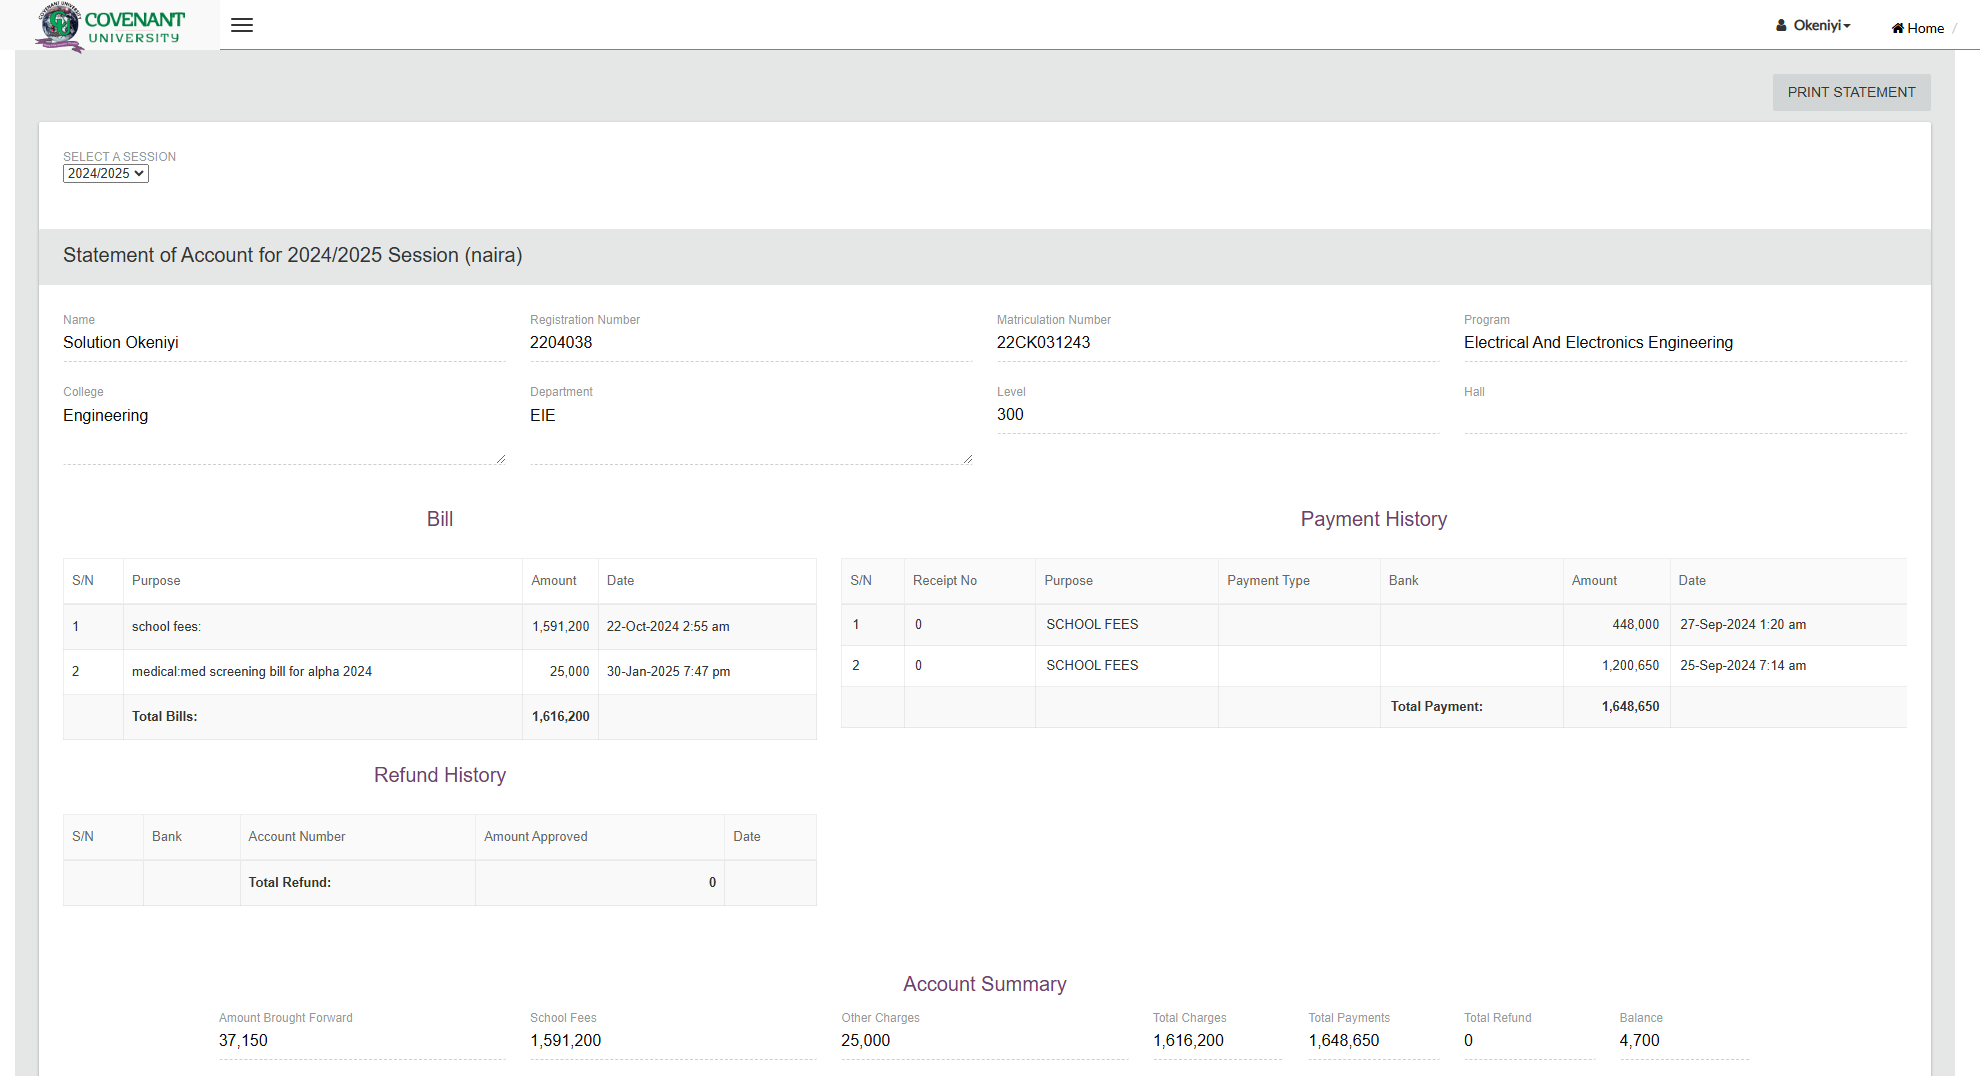 COVENANT
UNIVERSITY
Okeniyi
Home /
PRINT STATEMENT
SELECT A SESSION
2024/2025
Statement of Account for 2024/2025 Session (naira)
Name Registration Number Matriculation Number Program
Solution Okeniyi 2204038 22CK031243 Electrical And Electronics Engineering
College Department Level Hall
Engineering EIE 300
Bill
S/N Purpose Amount Date
1 school fees: 1,591,200 22-Oct-2024 2:55 am
2 medical:med screening bill for alpha 2024 25,000 30-Jan-2025 7:47 pm
Total Bills: 1,616,200
Payment History
S/N Receipt No Purpose Payment Type Bank Amount Date
1 0 SCHOOL FEES 448,000 27-Sep-2024 1:20 am
2 0 SCHOOL FEES 1,200,650 25-Sep-2024 7:14 am
Total Payment: 1,648,650
Refund History
S/N Bank Account Number Amount Approved Date
Total Refund: 0
Account Summary
Amount Brought Forward School Fees Other Charges Total Charges Total Payments Total Refund Balance
37,150 1,591,200 25,000 1,616,200 1,648,650 0 4,700